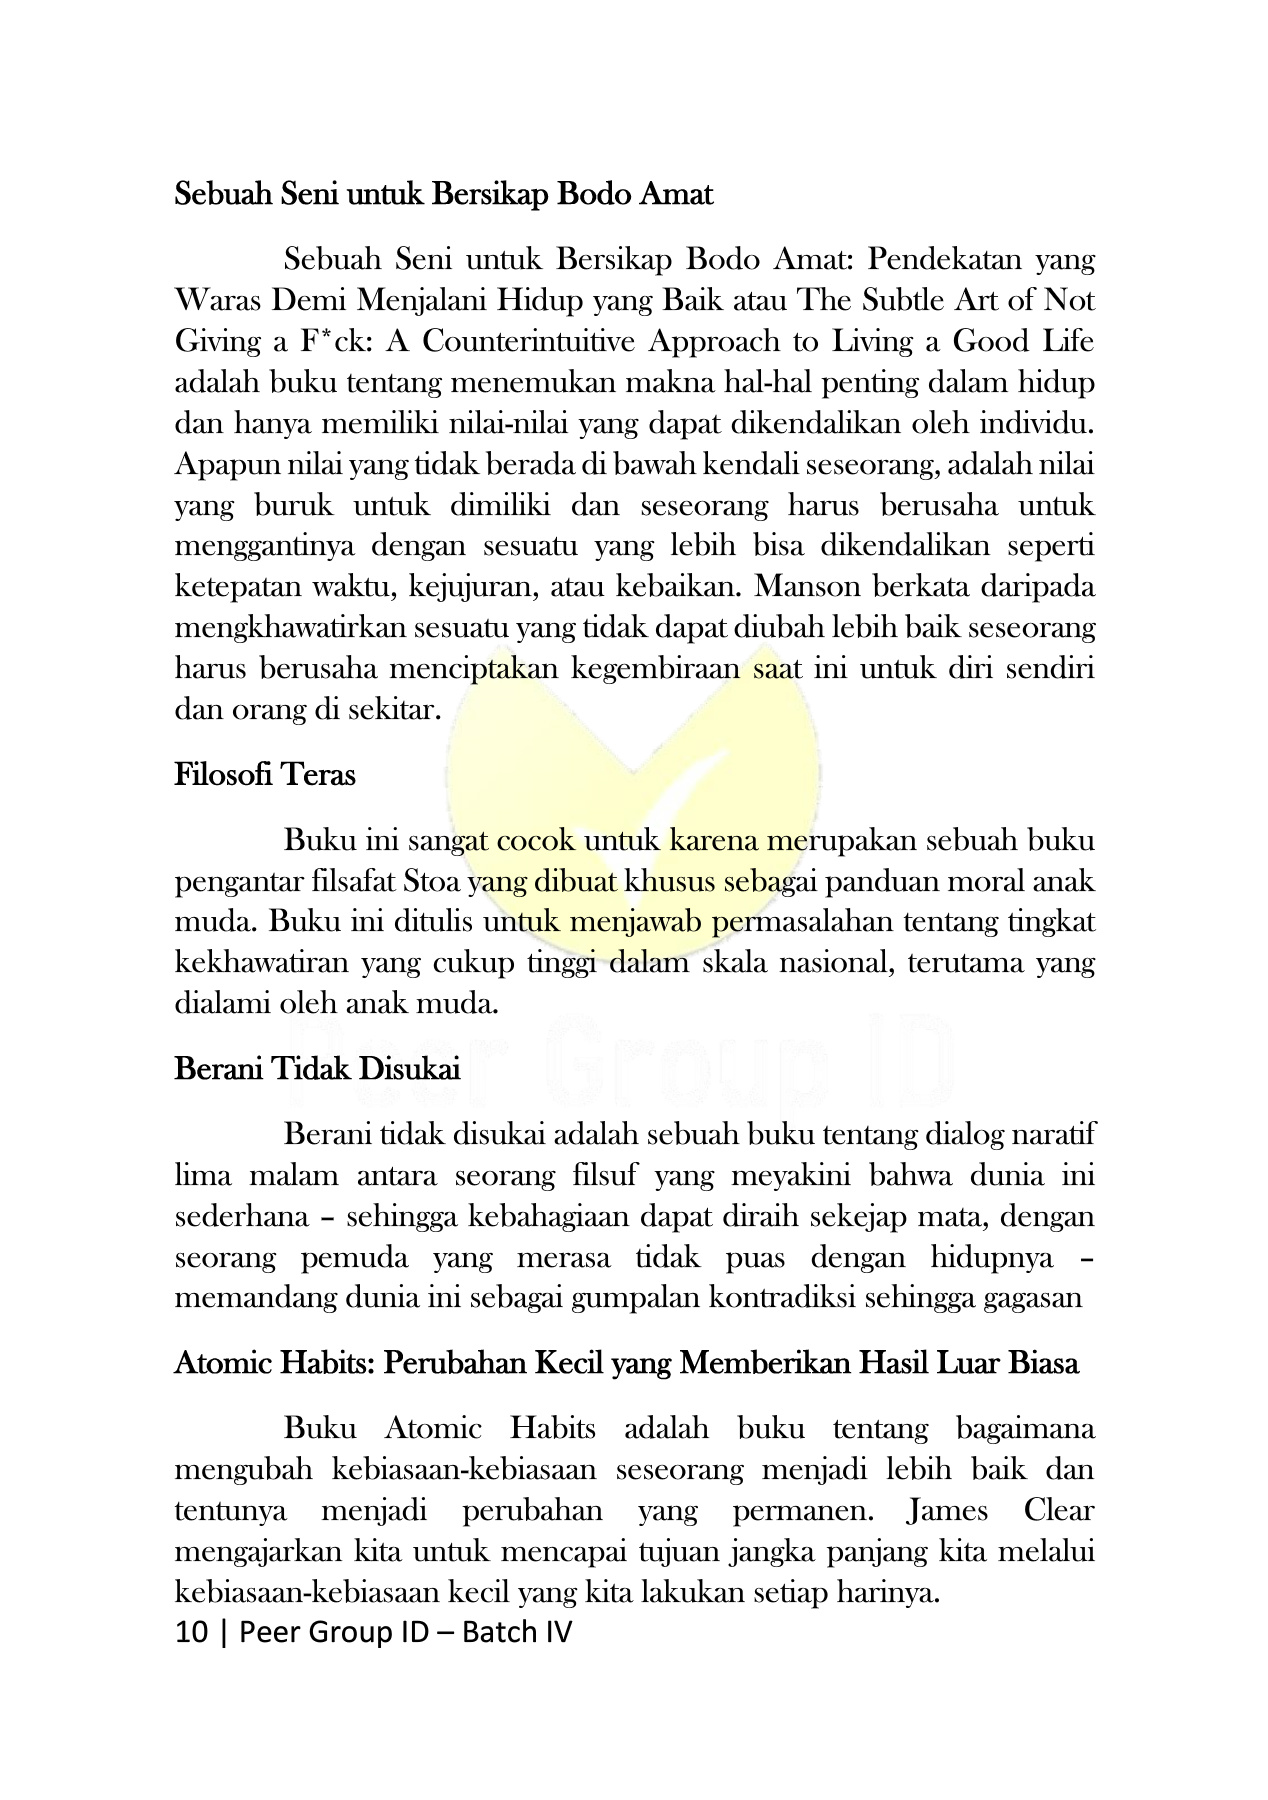 Sebuah Seni untuk Bersikap Bodo Amat
Sebuah Seni untuk Bersikap Bodo Amat: Pendekatan yang
Waras Demi Menjalani Hidup yang Baik atau The Subtle Art of Not
Giving a F*ck: A Counterintuitive Approach to Living a Good Life
adalah buku tentang menemukan makna hal-hal penting dalam hidup
dan hanya memiliki nilai-nilai yang dapat dikendalikan oleh individu.
Apapun nilai yang tidak berada di bawah kendali seseorang, adalah nilai
yang buruk untuk dimiliki dan seseorang harus berusaha untuk
menggantinya dengan sesuatu yang lebih bisa dikendalikan seperti
ketepatan waktu, kejujuran, atau kebaikan. Manson berkata daripada
mengkhawatirkan sesuatu yang tidak dapat diubah lebih baik seseorang
harus berusaha menciptakan kegembiraan saat ini untuk diri sendiri
dan orang di sekitar.
Filosofi Teras
Buku ini sangat cocok untuk karena merupakan sebuah buku
pengantar filsafat Stoa yang dibuat khusus sebagai panduan moral anak
muda. Buku ini ditulis untuk menjawab permasalahan tentang tingkat
kekhawatiran yang cukup tinggi dalam skala nasional, terutama yang
dialami oleh anak muda.
Peer Group ID
Berani Tidak Disukai
Berani tidak disukai adalah sebuah buku tentang dialog naratif
lima malam antara seorang filsuf yang meyakini bahwa dunia ini
sederhana – sehingga kebahagiaan dapat diraih sekejap mata, dengan
seorang pemuda yang merasa tidak puas dengan hidupnya –
memandang dunia ini sebagai gumpalan kontradiksi sehingga gagasan
Atomic Habits: Perubahan Kecil yang Memberikan Hasil Luar Biasa
Buku Atomic Habits adalah buku tentang bagaimana
mengubah kebiasaan-kebiasaan seseorang menjadi lebih baik dan
tentunya menjadi perubahan yang permanen. James Clear
mengajarkan kita untuk mencapai tujuan jangka panjang kita melalui
kebiasaan-kebiasaan kecil yang kita lakukan setiap harinya.
10 | Peer Group ID – Batch IV